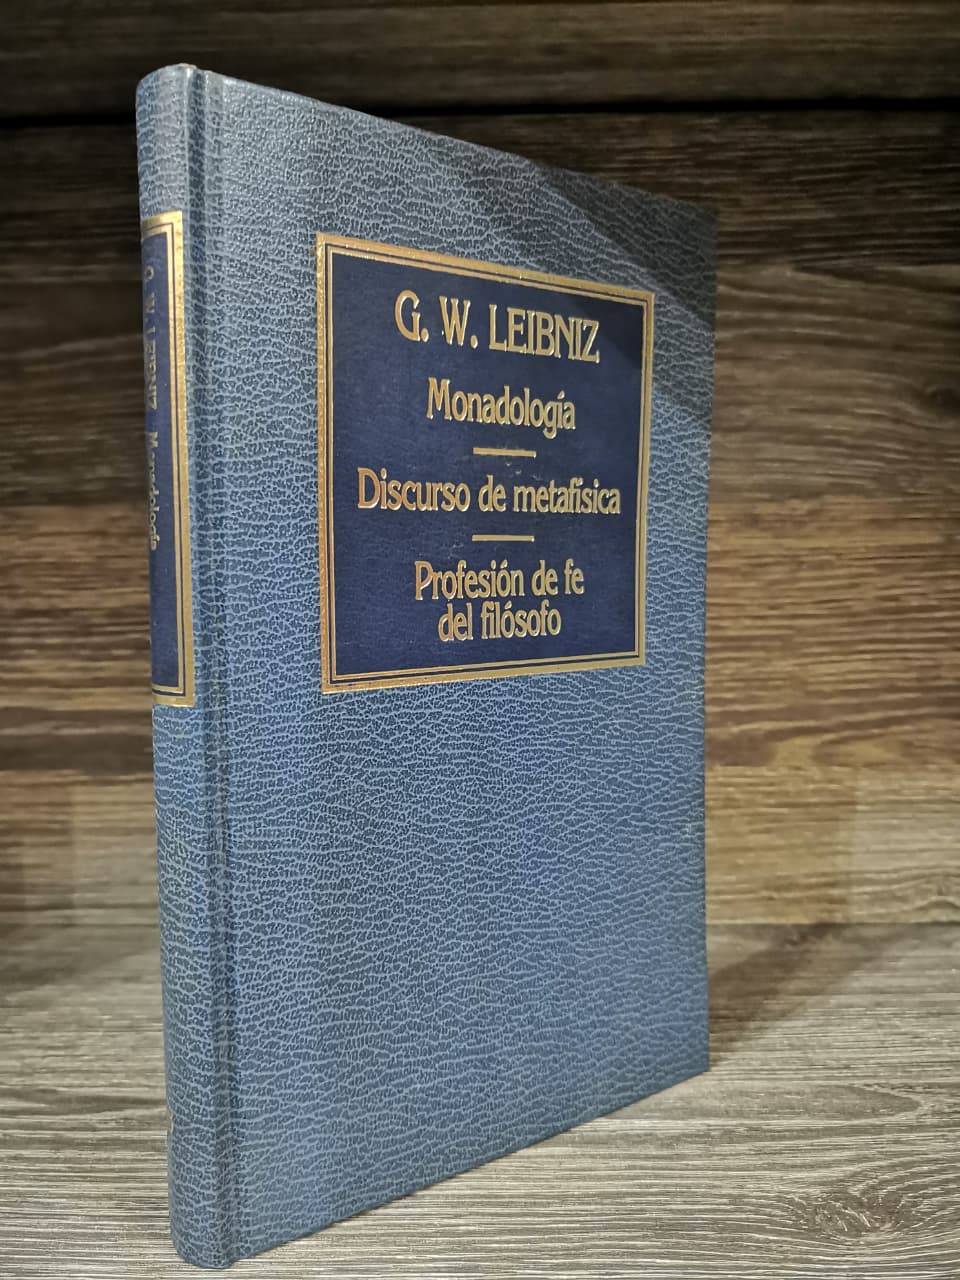 G. W. LEIBNIZ
Monadología
Discurso de metafísica
Profesión de fe
del filósofo
G. W. LEIBNIZ Monadología